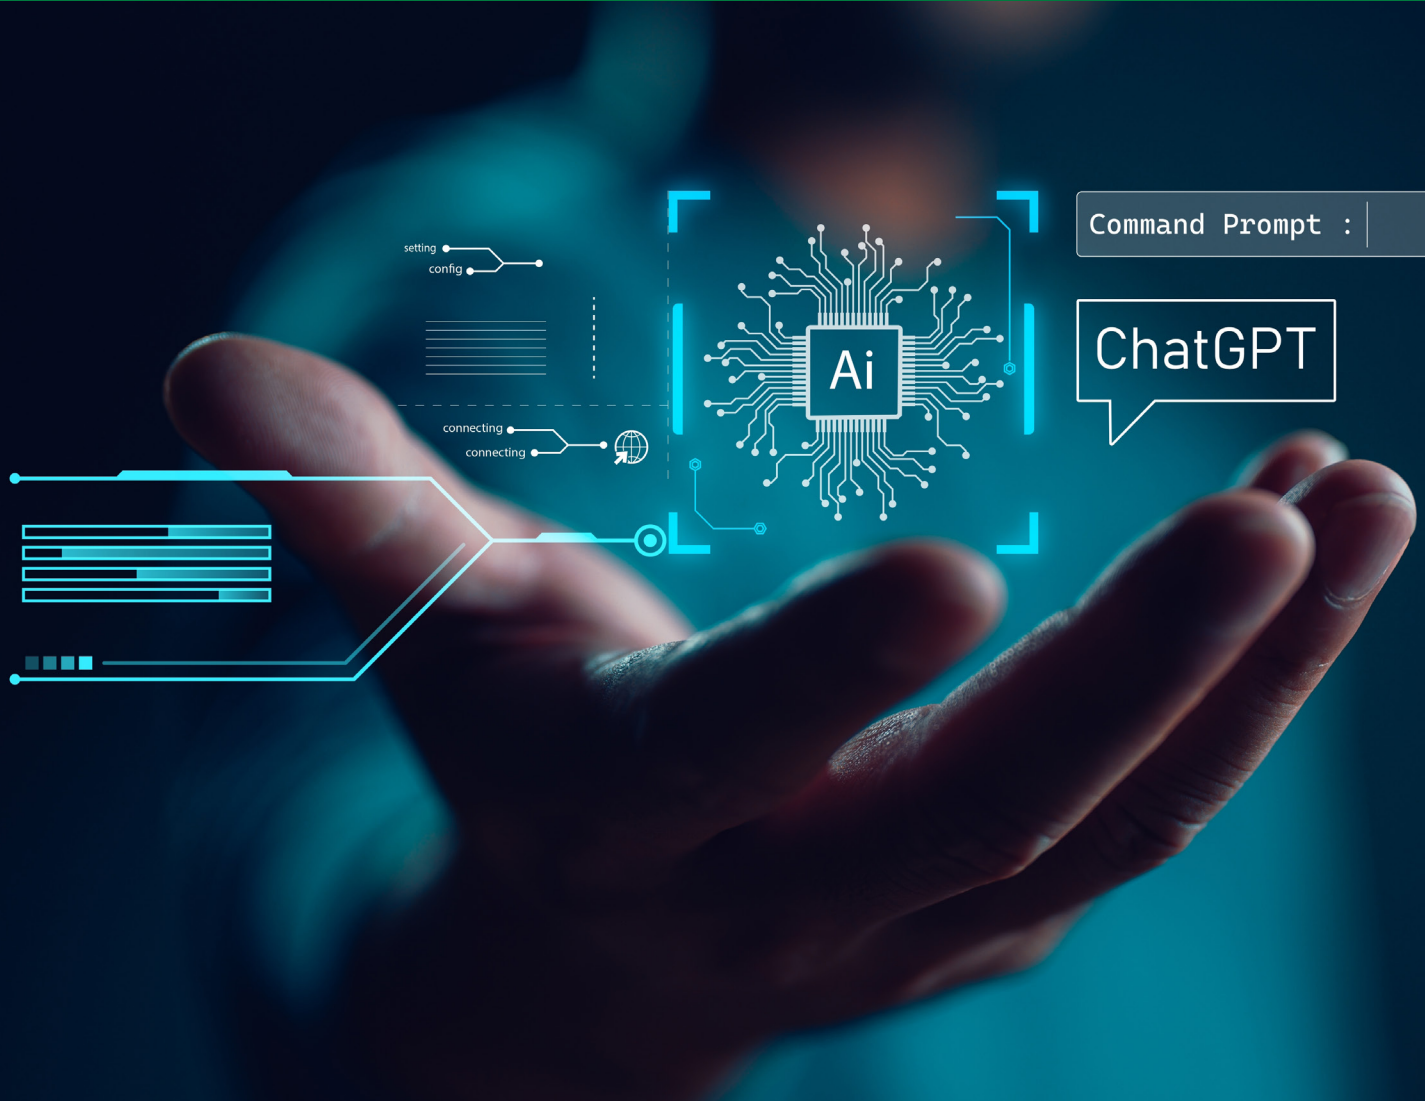 Command Prompt :
setting
config
Ai
ChatGPT
connecting
connecting